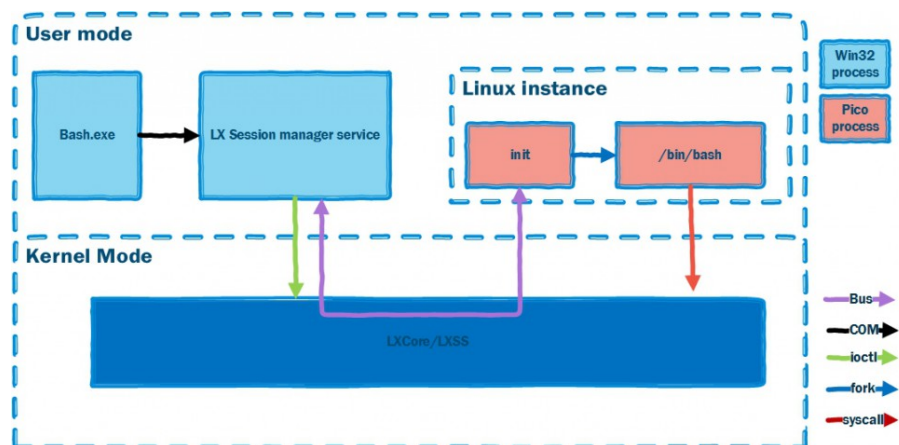 User mode
Bash.exe
LX Session manager service
Linux instance
init
/bin/bash
Win32
process
Pico
process
Kernel Mode
LXCore/LXSS
Bus
COM
ioctl
fork
syscall